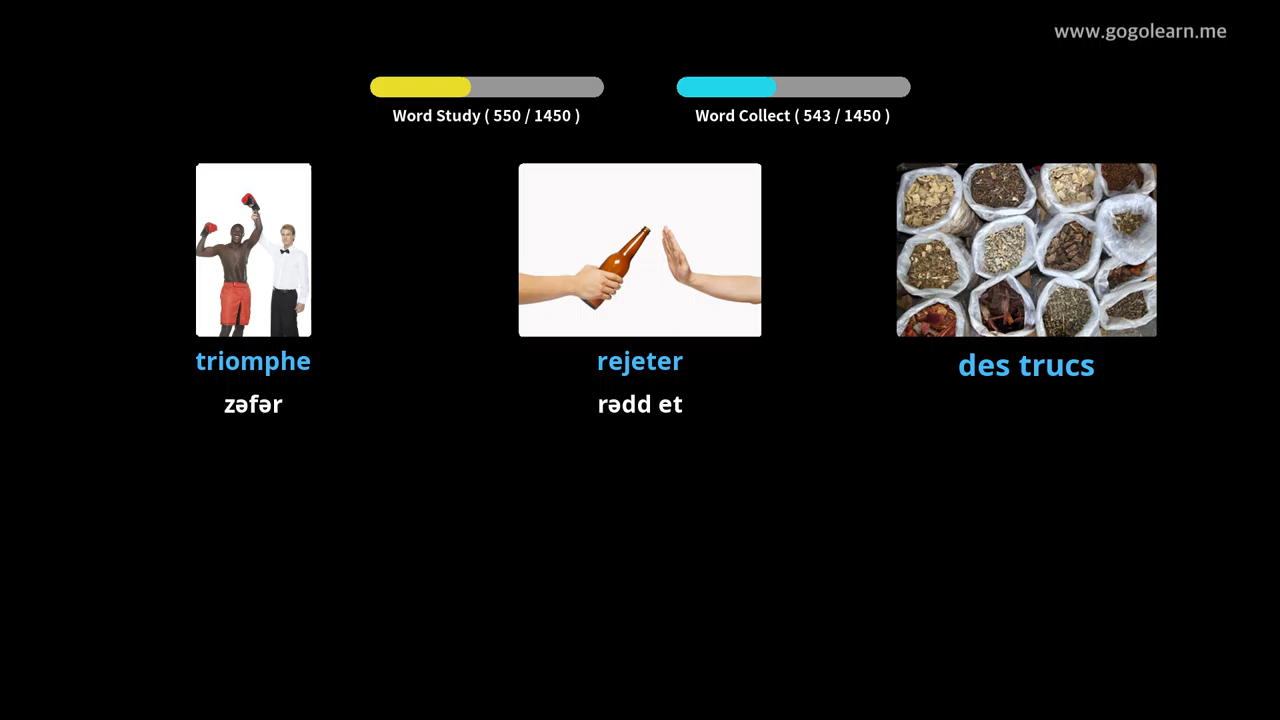 www.gogolearn.me
Word Study ( 550 / 1450 )
Word Collect ( 543 / 1450 )
triomphe
rejeter
des trucs
zəfər
rədd et